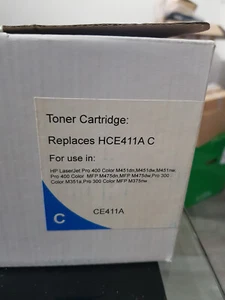 Toner Cartridge:
Replaces HCE411A C
For use in:
HP LaserJet Pro 400 Color M451dn,M451dw,M451nw
Pro 400 Color MFP M475dn,MFP M475dw,Pro 300
Color M351a,Pro 300 Color MFP M375nw
C
CE411A